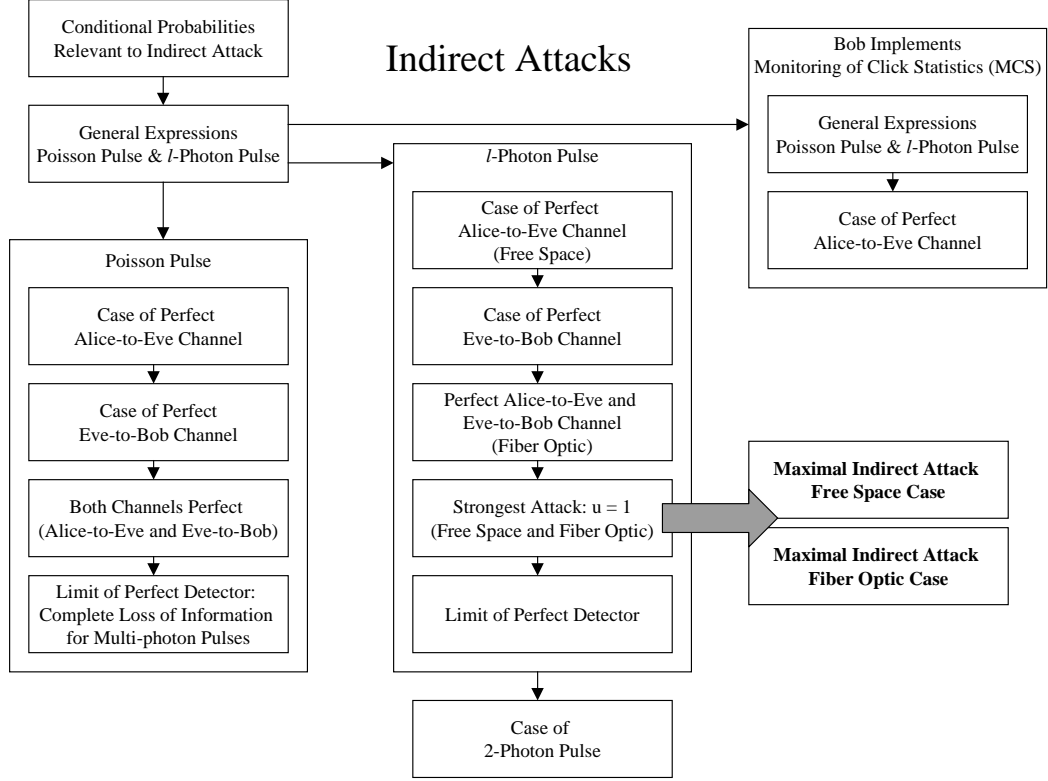 Conditional Probabilities
Relevant to Indirect Attack
Indirect Attacks
Bob Implements
Monitoring of Click Statistics (MCS)
General Expressions
Poisson Pulse & l-Photon Pulse
General Expressions
Poisson Pulse & l-Photon Pulse
Case of Perfect
Alice-to-Eve Channel
l-Photon Pulse
Case of Perfect
Alice-to-Eve Channel
(Free Space)
Case of Perfect
Eve-to-Bob Channel
Perfect Alice-to-Eve and
Eve-to-Bob Channel
(Fiber Optic)
Strongest Attack: u = 1
(Free Space and Fiber Optic)
Limit of Perfect Detector
Poisson Pulse
Case of Perfect
Alice-to-Eve Channel
Case of Perfect
Eve-to-Bob Channel
Both Channels Perfect
(Alice-to-Eve and Eve-to-Bob)
Limit of Perfect Detector:
Complete Loss of Information
for Multi-photon Pulses
Maximal Indirect Attack
Free Space Case
Maximal Indirect Attack
Fiber Optic Case
Case of
2-Photon Pulse